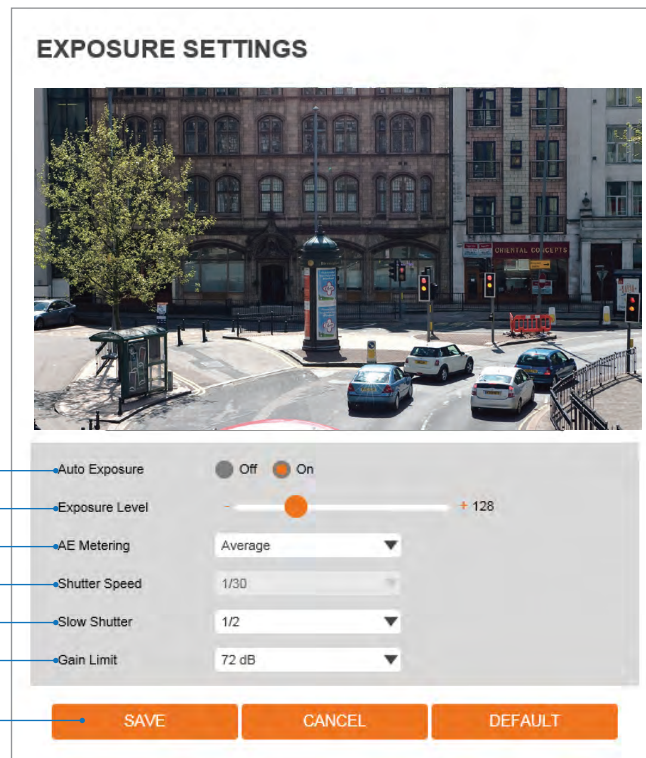 EXPOSURE SETTINGS
ORIENTAL CONCEPTS
Auto Exposure Off On
Exposure Level - + 128
AE Metering Average
Shutter Speed 1/30
Slow Shutter 1/2
Gain Limit 72 dB
SAVE CANCEL DEFAULT